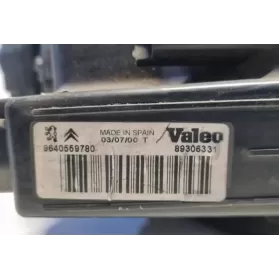 MADE IN SPAIN
03/07/00 T
Valeo
9640559780
89306331